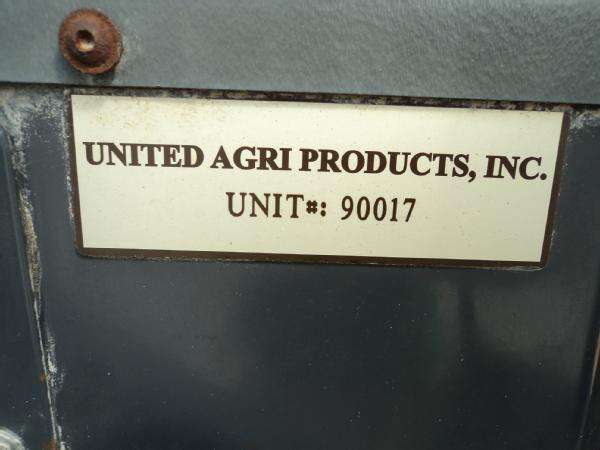 UNITED AGRI PRODUCTS, INC.
UNIT#: 90017